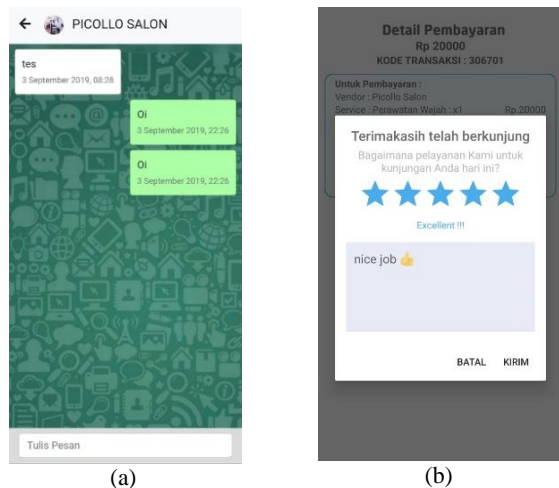 PICOLLO SALON
tes
3 September 2019, 08:28
Oi
3 September 2019, 22:26
Oi
3 September 2019, 22:26
Tulis Pesan
(a)
Detail Pembayaran
Rp 20000
KODE TRANSAKSI : 306701
Untuk Pembayaran :
Vendor : Picollo Salon
Service : Perawatan Wajah : x1 Rp.20000
Terimakasih telah berkunjung
Bagaimana pelayanan Kami untuk
kunjungan Anda hari ini?
Excellent !!!
nice job 👍
BATAL KIRIM
(b)